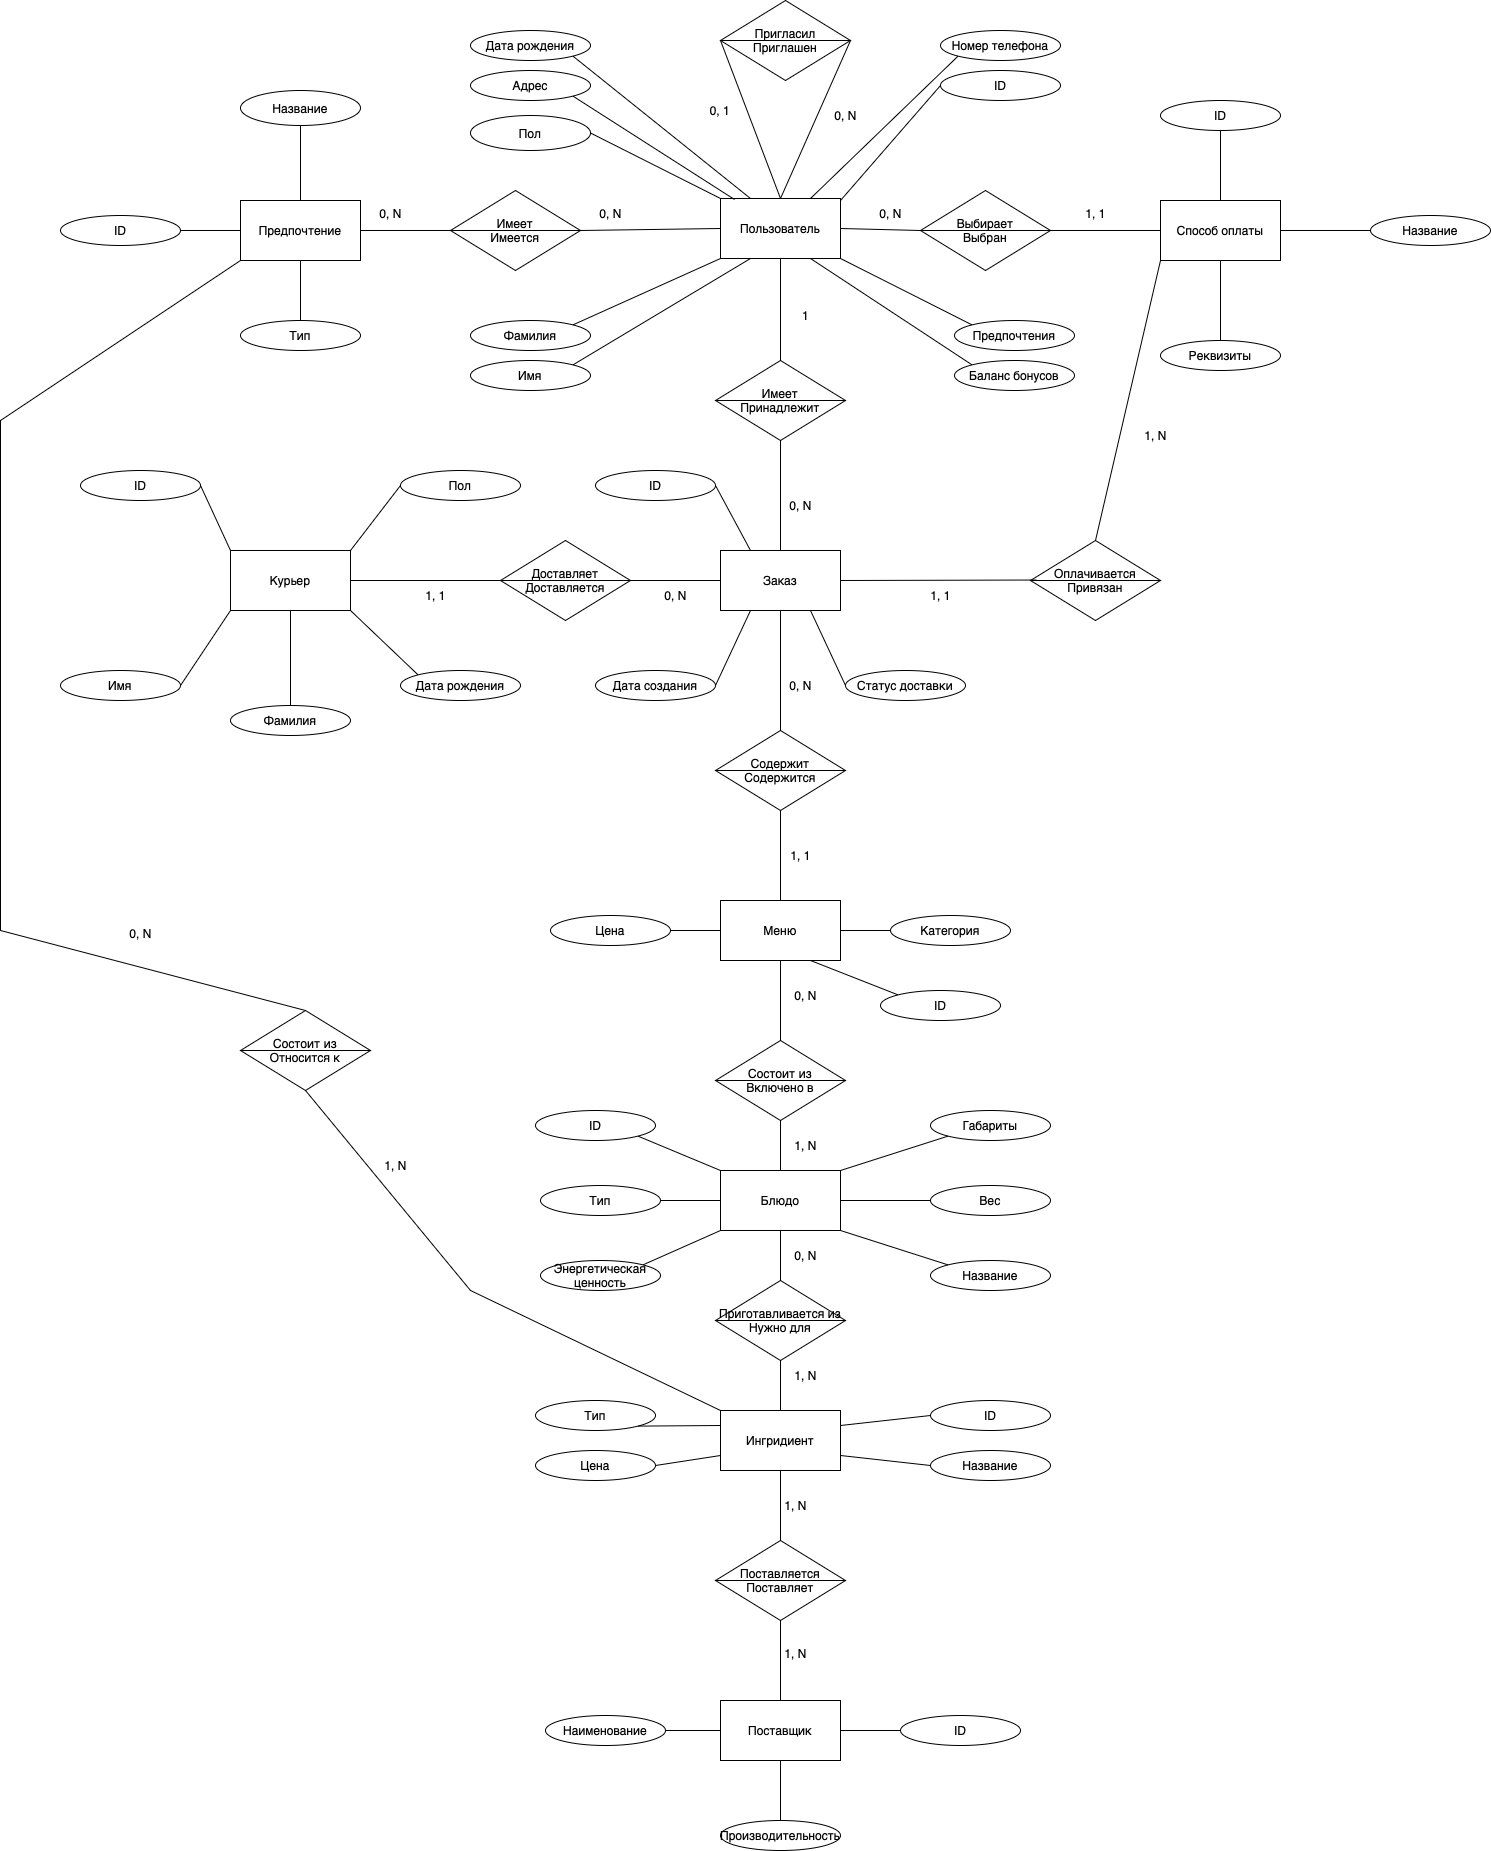 Пригласил
Приглашен
Дата рождения
Номер телефона
Адрес
ID
Название
0, 1
0, N
ID
Пол
0, N
0, N
0, N
1, 1
ID
Предпочтение
Имеет
Имеется
Пользователь
Выбирает
Выбран
Способ оплаты
Название
1
Тип
Фамилия
Предпочтения
Реквизиты
Имя
Баланс бонусов
Имеет
Принадлежит
1, N
ID
Пол
ID
0, N
Курьер
Доставляет
Доставляется
Заказ
Оплачивается
Привязан
1, 1
0, N
1, 1
Имя
Дата рождения
Дата создания
0, N
Статус доставки
Фамилия
Содержит
Содержится
1, 1
0, N
Цена
Меню
Категория
0, N
ID
Состоит из
Относится к
Состоит из
Включено в
ID
Габариты
1, N
1, N
Тип
Блюдо
Вес
0, N
Энергетическая
ценность
Название
Приготавливается из
Нужно для
1, N
Тип
ID
Ингридиент
Цена
Название
1, N
Поставляется
Поставляет
1, N
Наименование
Поставщик
ID
Производительность